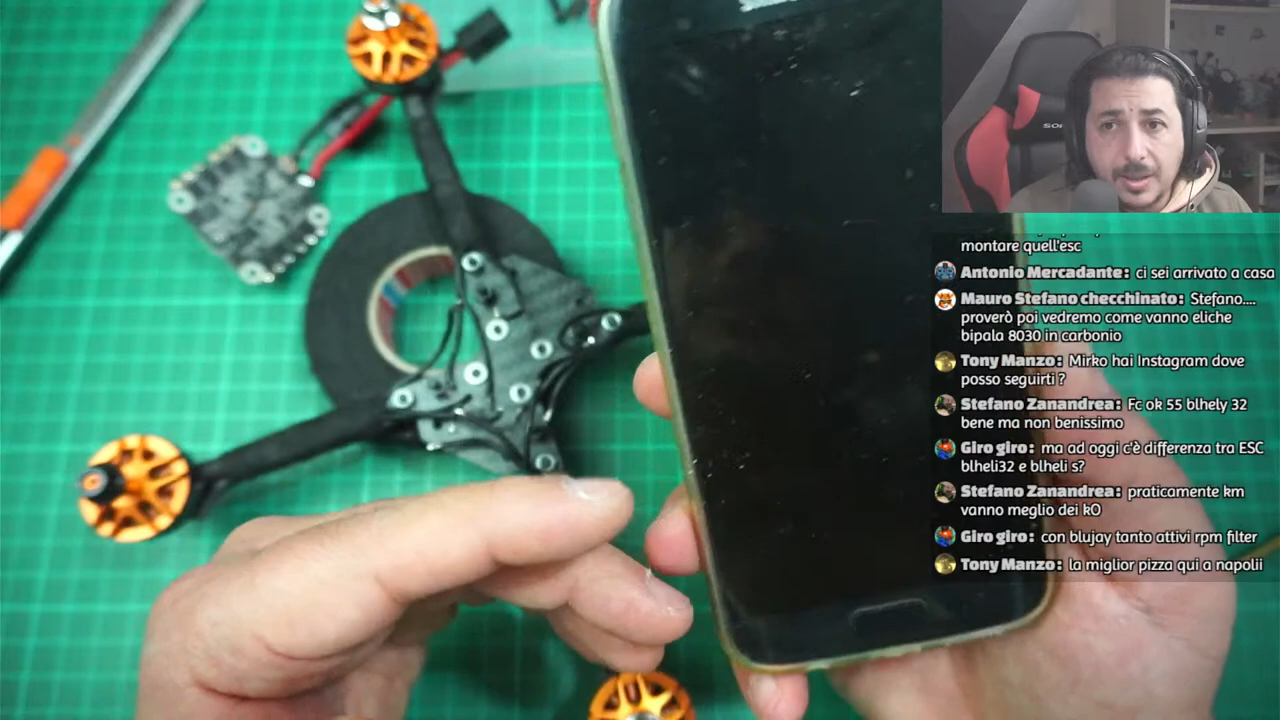 montare quell'esc
Antonio Mercadante: ci sei arrivato a casa
Mauro Stefano checchinato: Stefano....
proverò poi vedremo come vanno eliche
bipala 8030 in carbonio
Tony Manzo: Mirko hai Instagram dove
posso seguirti ?
Stefano Zanandrea: Fc ok 55 blhely 32
bene ma non benissimo
Giro giro: ma ad oggi c'è differenza tra ESC
blheli32 e blheli s?
Stefano Zanandrea: praticamente km
vanno meglio dei kO
Giro giro: con blujay tanto attivi rpm filter
Tony Manzo: la miglior pizza qui a napolii